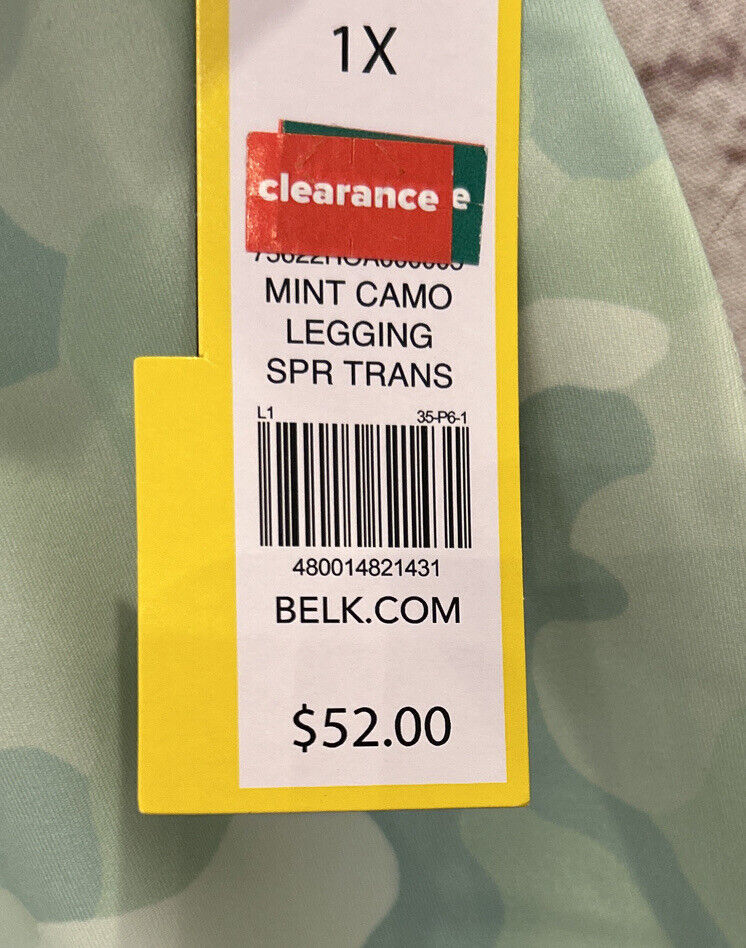 1X
clearance e
MINT CAMO
LEGGING
SPR TRANS
L1 35-P6-1
480014821431
BELK.COM
$52.00